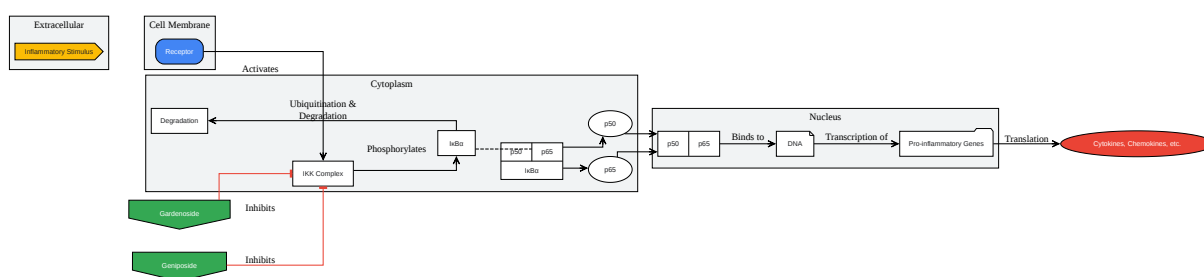 Extracellular
Inflammatory Stimulus
Cell Membrane
Receptor
Activates
Cytoplasm
Ubiquitination &
Degradation
Degradation
Phosphorylates
IκBα
IKK Complex
p50
p65
IκBα
p50
p65
Nucleus
p50
p65
Binds to
DNA
Transcription of
Pro-inflammatory Genes
Translation
Cytokines, Chemokines, etc.
Gardenoside
Inhibits
Geniposide
Inhibits